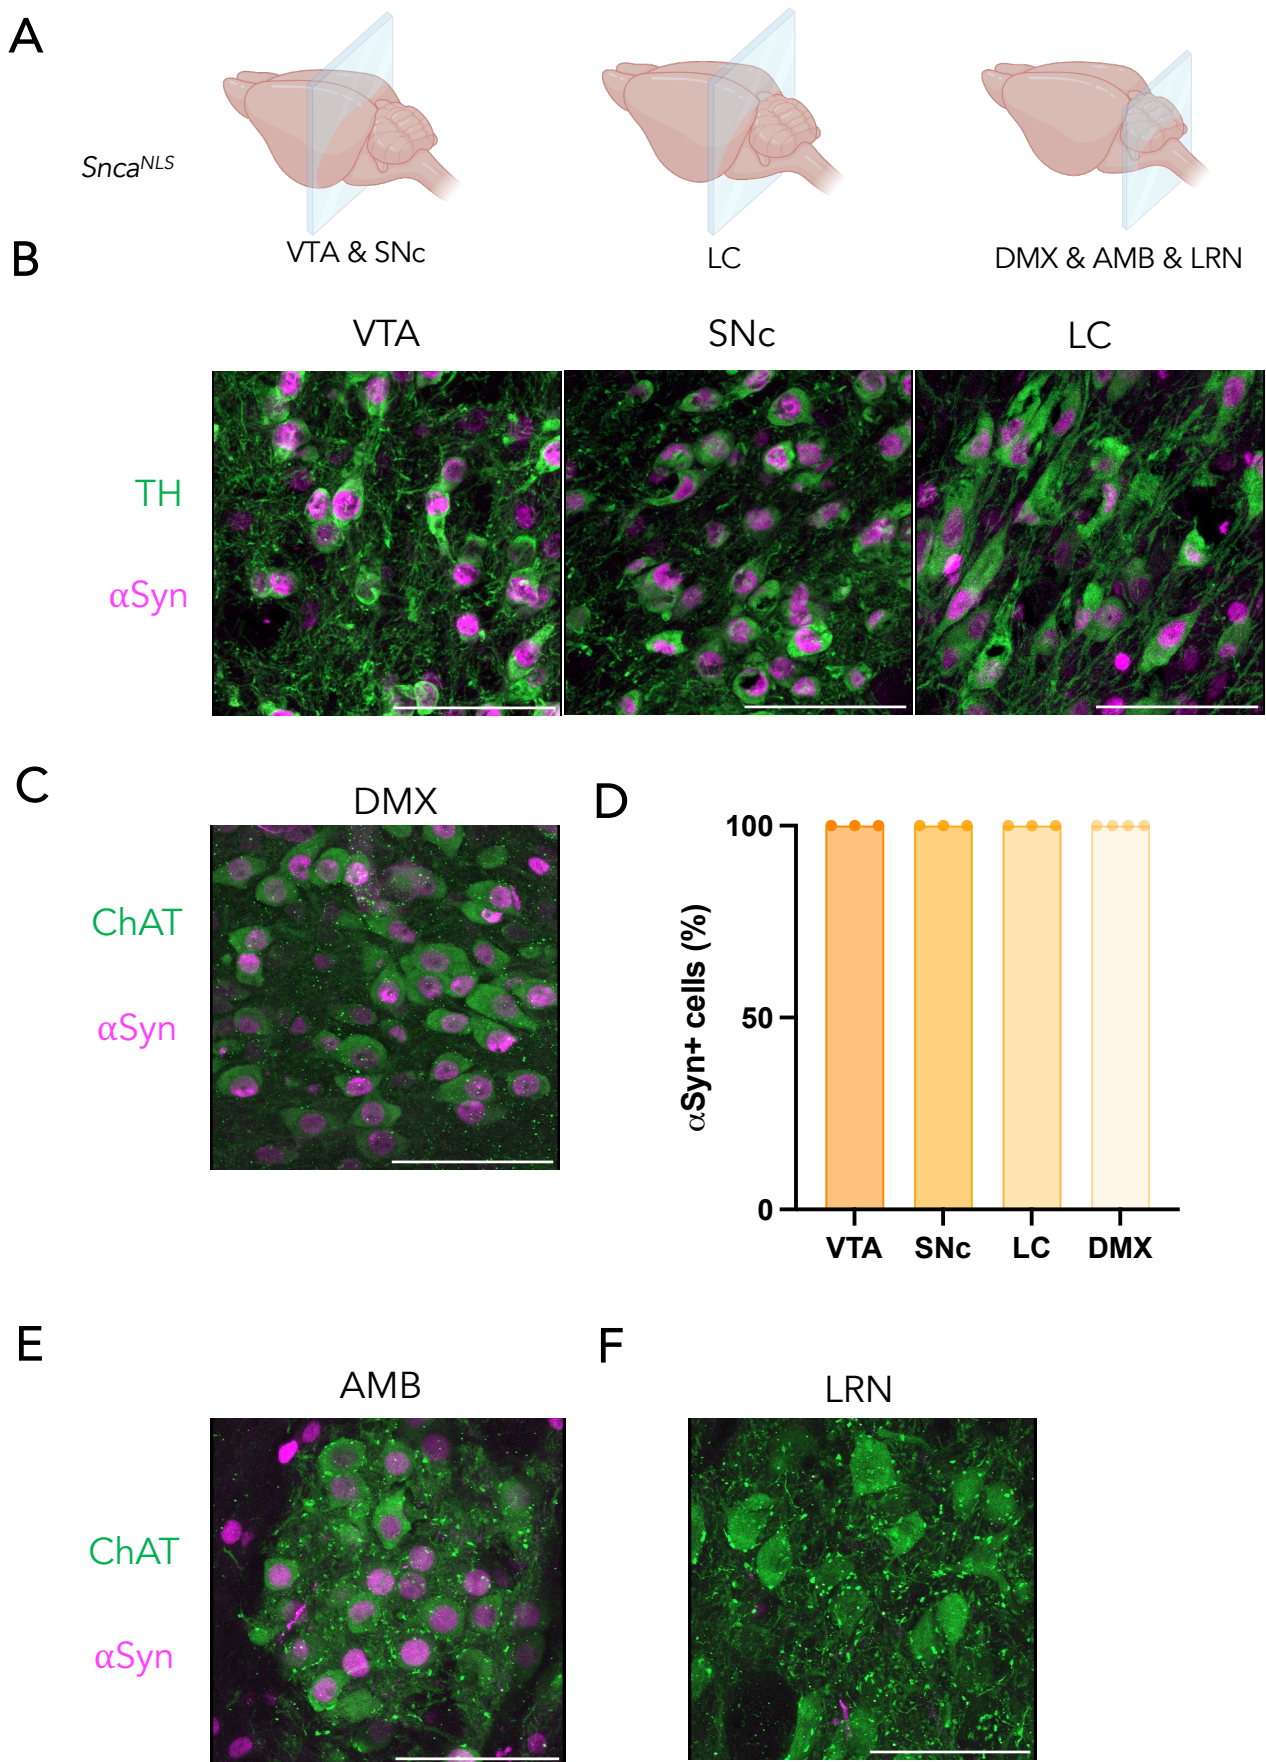 A
Snca^NLS
VTA & SNc
LC
DMX & AMB & LRN
B
VTA
SNc
LC
TH
αSyn
C
DMX
ChAT
αSyn
D
100
50
0
αSyn+ cells (%)
VTA
SNc
LC
DMX
E
AMB
ChAT
αSyn
F
LRN